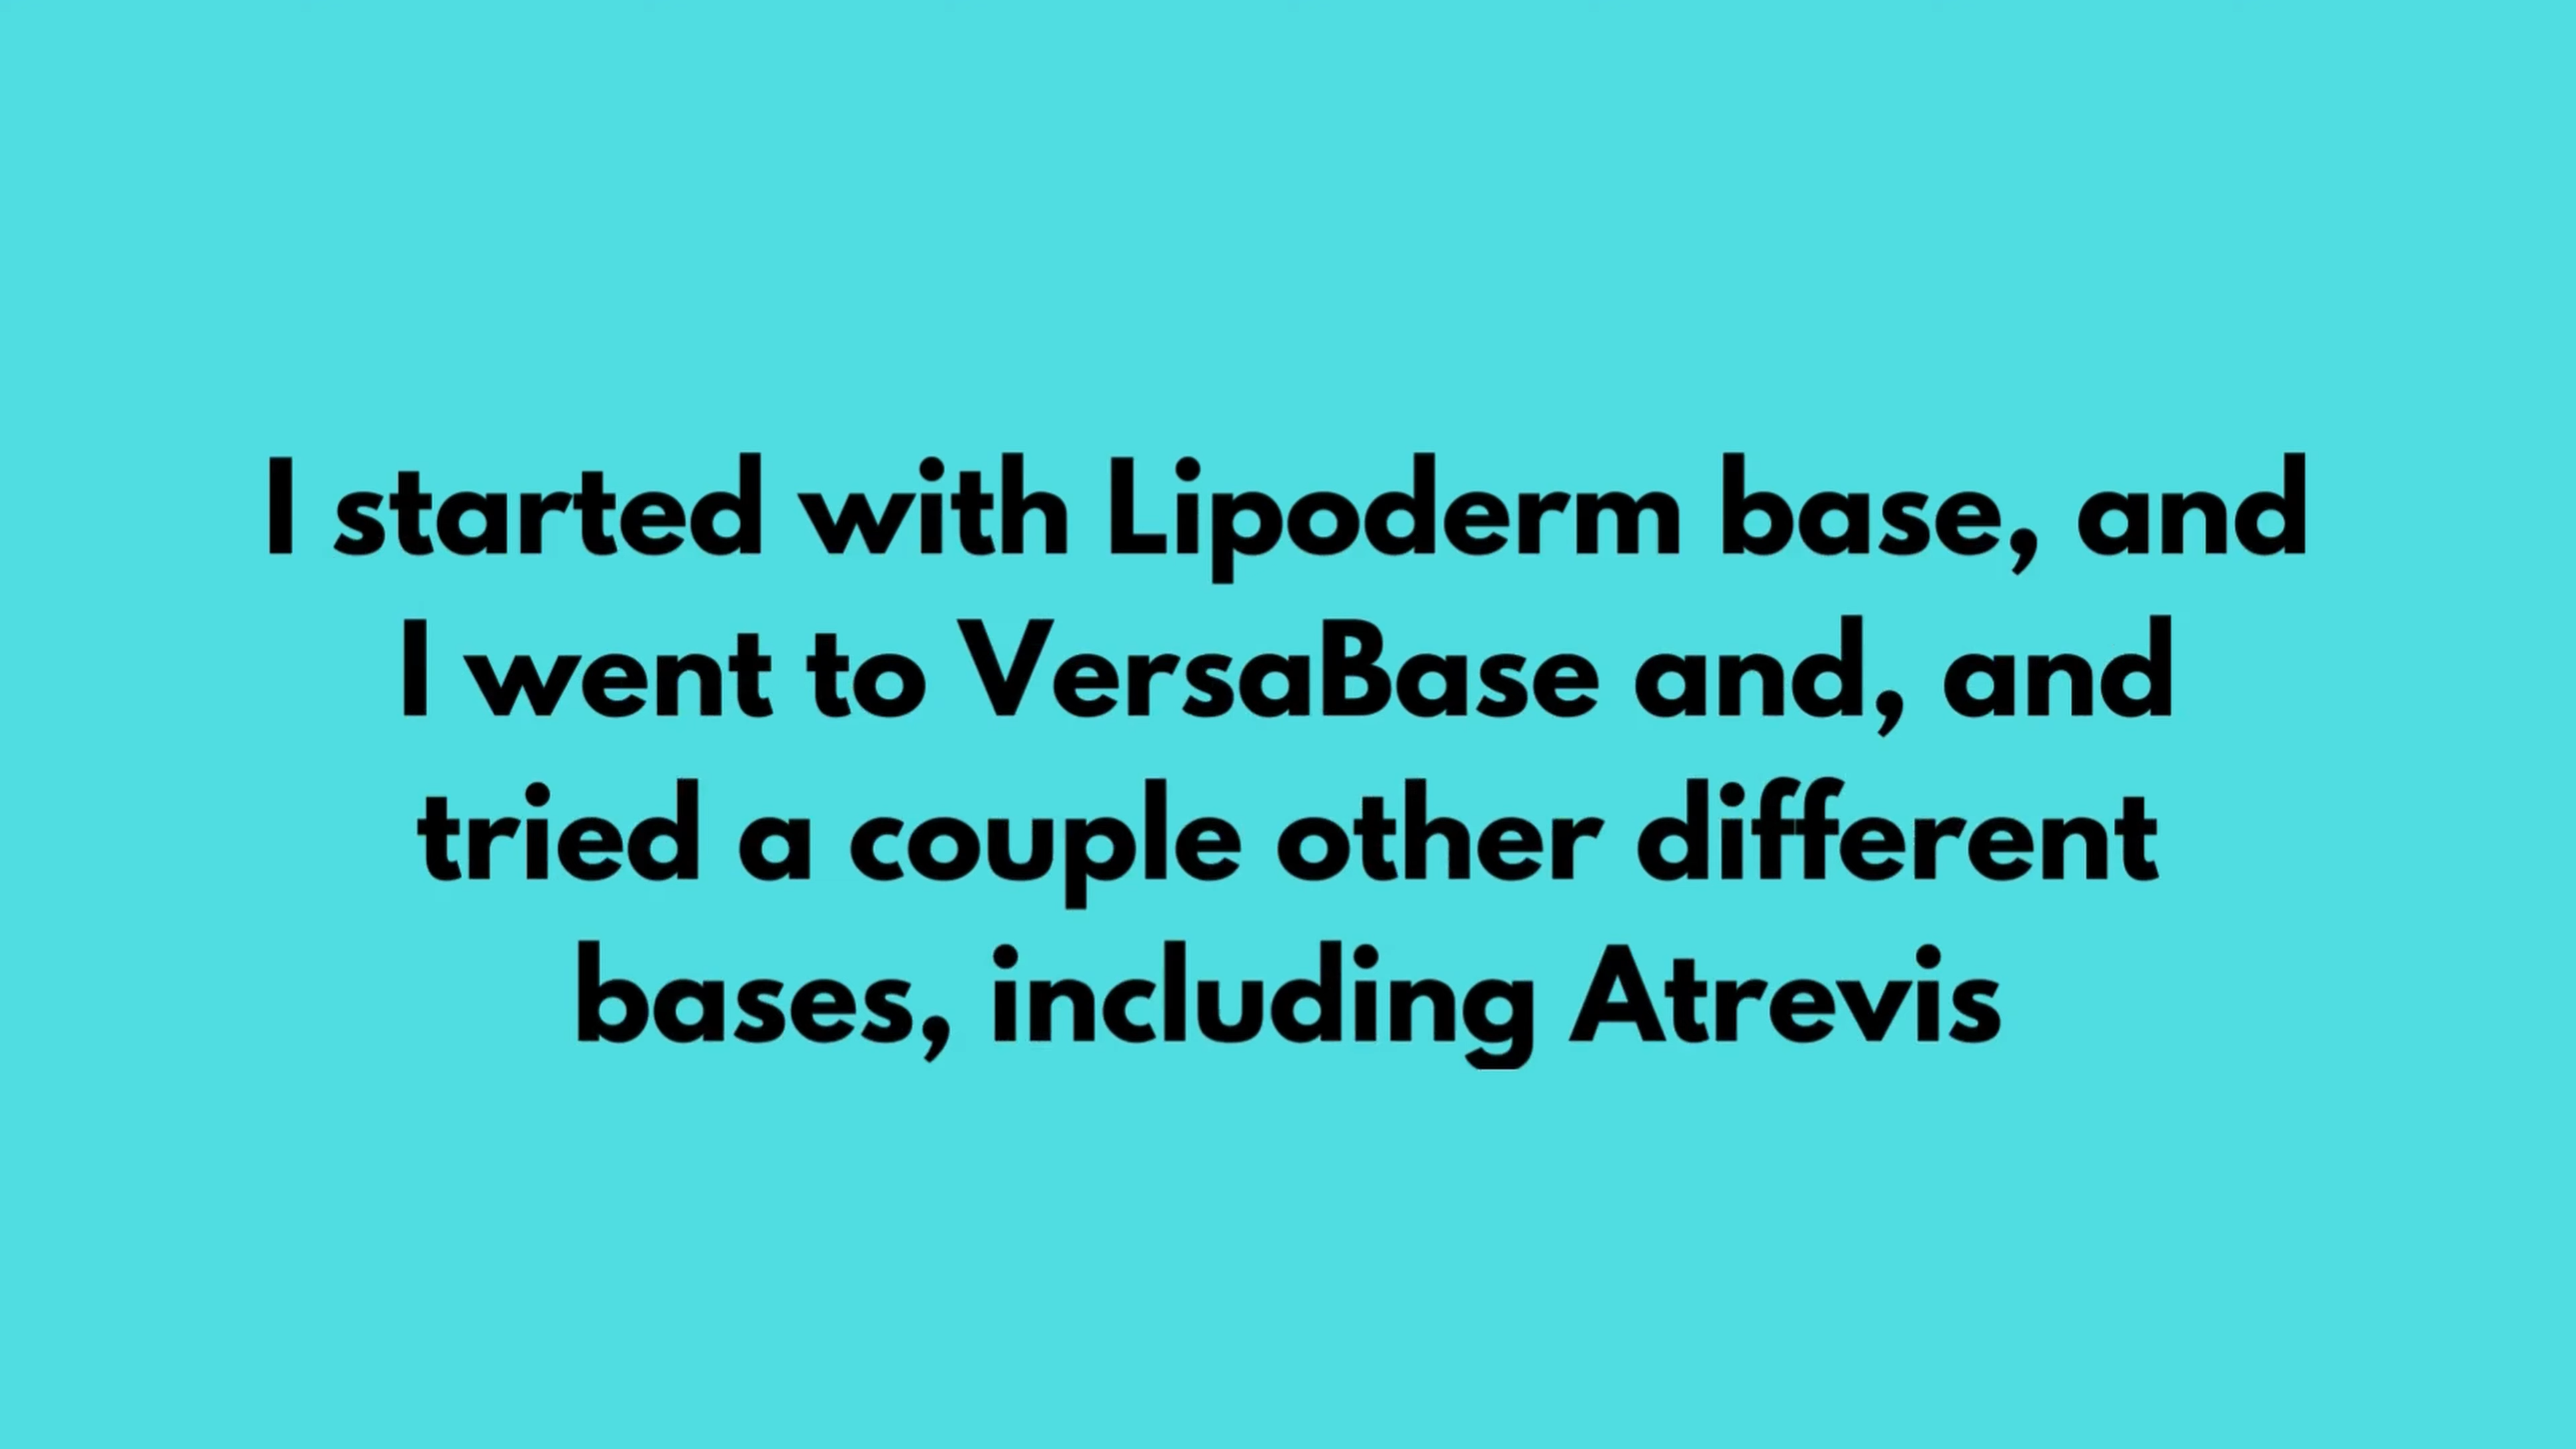 I started with Lipoderm base, and
I went to VersaBase and, and
tried a couple other different
bases, including Atrevis